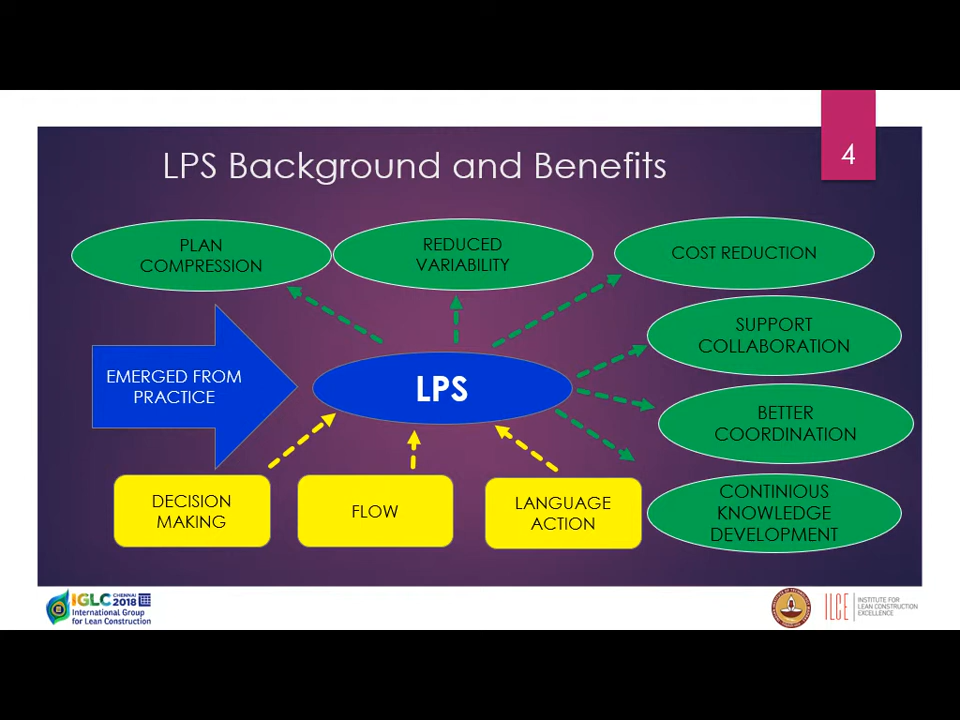 4
LPS Background and Benefits
PLAN
COMPRESSION
REDUCED
VARIABILITY
COST REDUCTION
SUPPORT
COLLABORATION
EMERGED FROM
PRACTICE
LPS
BETTER
COORDINATION
DECISION
MAKING
FLOW
LANGUAGE
ACTION
CONTINIOUS
KNOWLEDGE
DEVELOPMENT
IGLC CHENNAI 2018
International Group
for Lean Construction
ILCE
INSTITUTE FOR
LEAN CONSTRUCTION
EXCELLENCE